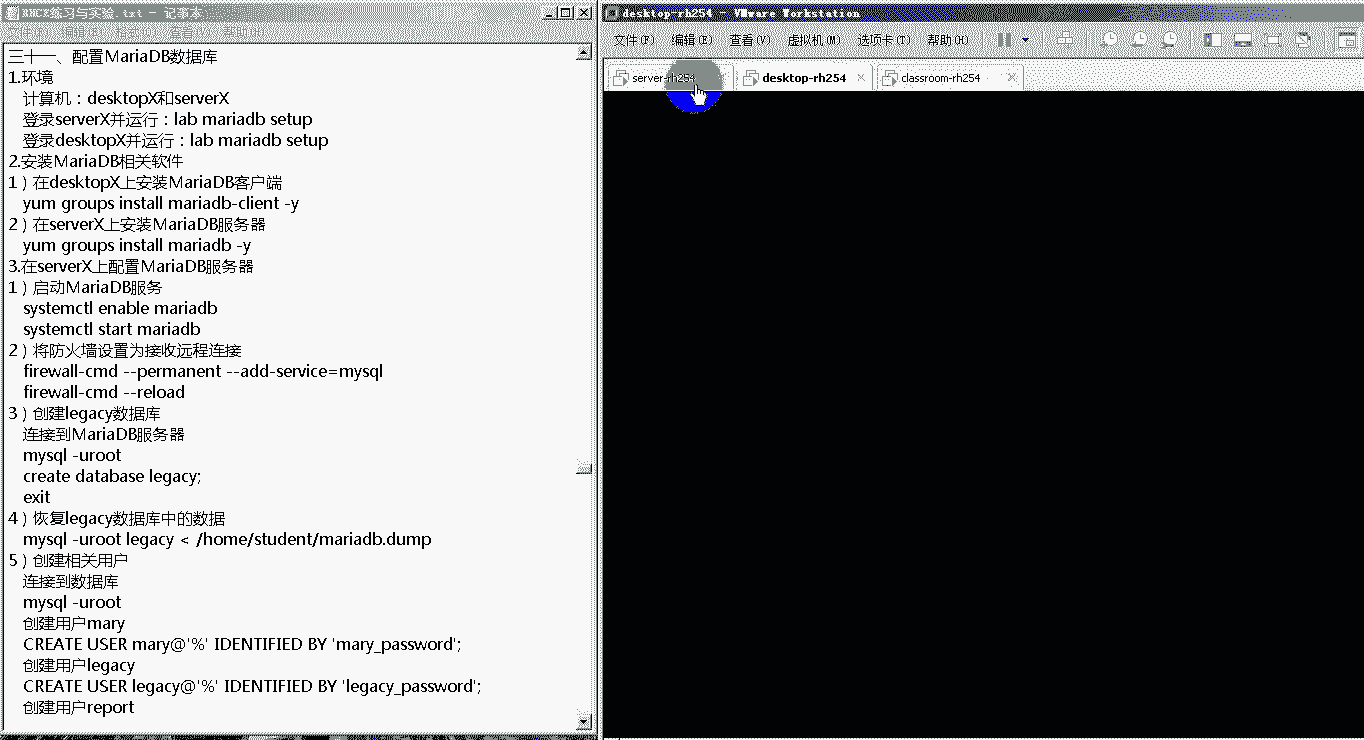 RHCE练习与实验.txt - 记事本
三十一、配置MariaDB数据库
1.环境
计算机：desktopX和serverX
登录serverX并运行：lab mariadb setup
登录desktopX并运行：lab mariadb setup
2.安装MariaDB相关软件
1）在desktopX上安装MariaDB客户端
yum groups install mariadb-client -y
2）在serverX上安装MariaDB服务器
yum groups install mariadb -y
3.在serverX上配置MariaDB服务器
1）启动MariaDB服务
systemctl enable mariadb
systemctl start mariadb
2）将防火墙设置为接收远程连接
firewall-cmd --permanent --add-service=mysql
firewall-cmd --reload
3）创建legacy数据库
连接到MariaDB服务器
mysql -uroot
create database legacy;
exit
4）恢复legacy数据库中的数据
mysql -uroot legacy < /home/student/mariadb.dump
5）创建相关用户
连接到数据库
mysql -uroot
创建用户mary
CREATE USER mary@'%' IDENTIFIED BY 'mary_password';
创建用户legacy
CREATE USER legacy@'%' IDENTIFIED BY 'legacy_password';
创建用户report
desktop-rh254 - VMware Workstation
文件(F) 编辑(E) 查看(V) 虚拟机(M) 选项卡(T) 帮助(H)
server-rh254 desktop-rh254 classroom-rh254